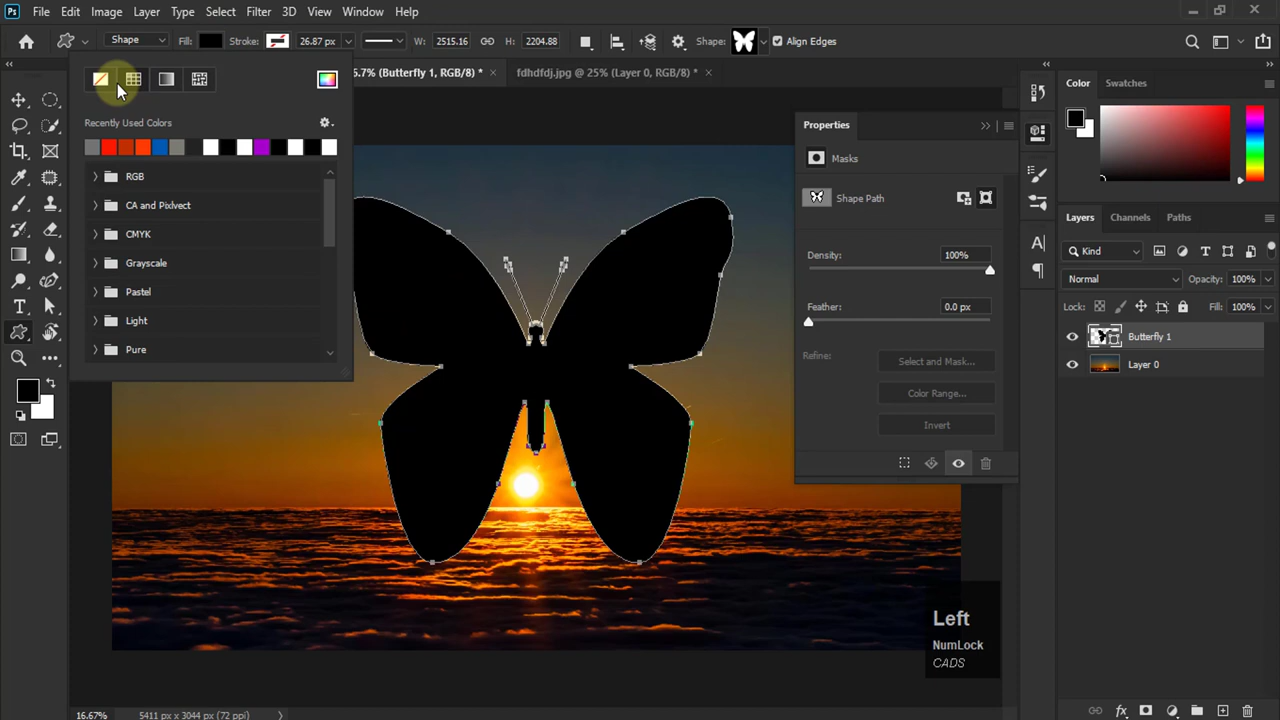 Ps File Edit Image Layer Type Select Filter 3D View Window Help
Shape Fill: Stroke: 26.87 px W: 2515.16 H: 2204.88 Shape: Align Edges
6.7% (Butterfly 1, RGB/8) * × fdhdfdj.jpg @ 25% (Layer 0, RGB/8) * ×
Recently Used Colors
RGB
CA and Pixlvect
CMYK
Grayscale
Pastel
Light
Pure
Properties
Masks
Shape Path
Density: 100%
Feather: 0.0 px
Refine: Select and Mask...
Color Range...
Invert
Color Swatches
Layers Channels Paths
Kind
Normal Opacity: 100%
Lock: Fill: 100%
Butterfly 1
Layer 0
Left
NumLock
CADS
16.67% 5411 px x 3044 px (72 ppi)